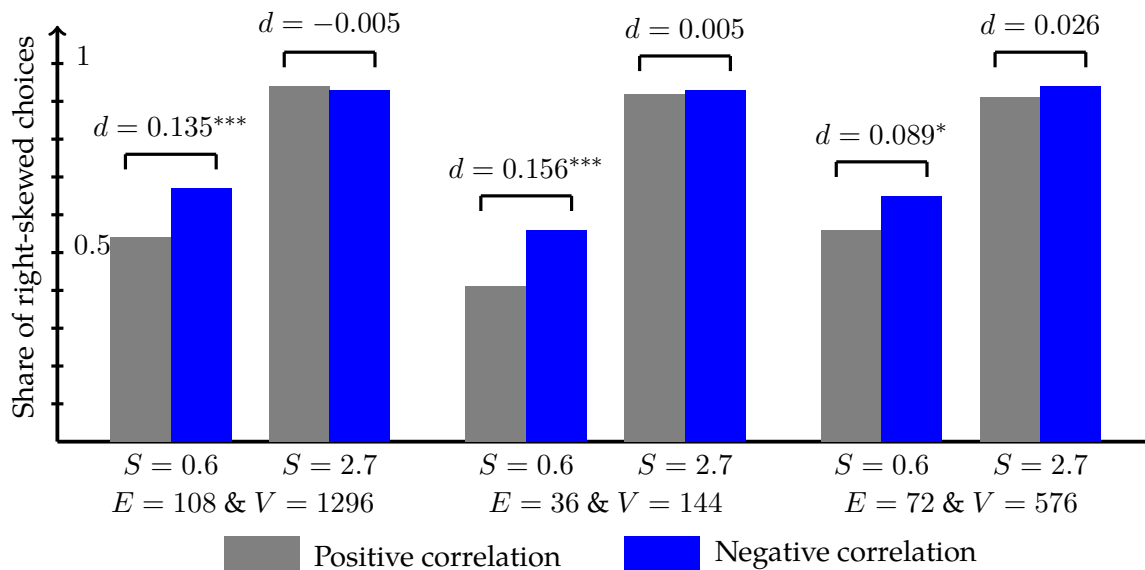 Share of right-skewed choices
1
0.5
d = 0.135***
d = −0.005
d = 0.156***
d = 0.005
d = 0.089*
d = 0.026
S = 0.6
S = 2.7
S = 0.6
S = 2.7
S = 0.6
S = 2.7
E = 108 & V = 1296
E = 36 & V = 144
E = 72 & V = 576
Positive correlation
Negative correlation